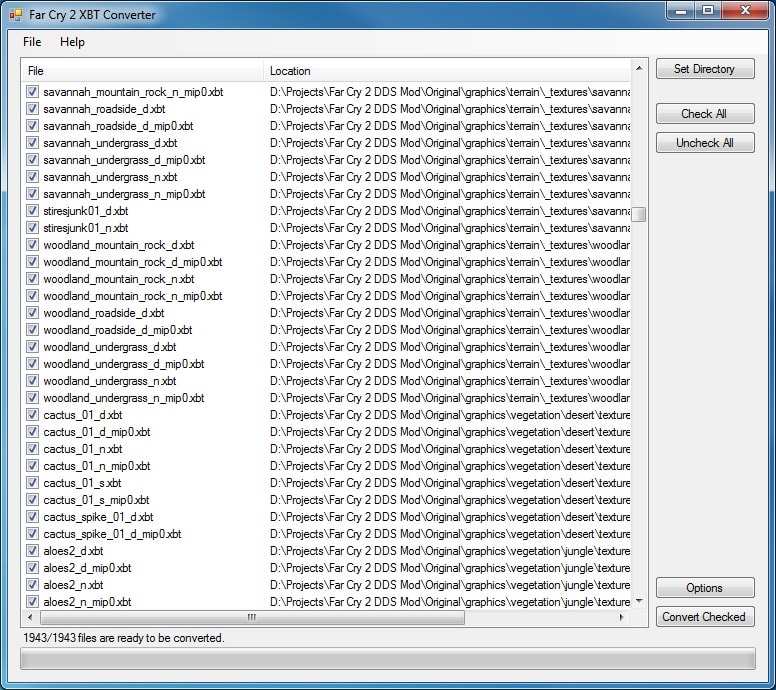 Far Cry 2 XBT Converter
File Help
File Location
Set Directory
savannah_mountain_rock_n_mip0.xbt D:\Projects\Far Cry 2 DDS Mod\Original\graphics\terrain\_textures\savanna
savannah_roadside_d.xbt D:\Projects\Far Cry 2 DDS Mod\Original\graphics\terrain\_textures\savanna
Check All
savannah_roadside_d_mip0.xbt D:\Projects\Far Cry 2 DDS Mod\Original\graphics\terrain\_textures\savanna
savannah_undergrass_d.xbt D:\Projects\Far Cry 2 DDS Mod\Original\graphics\terrain\_textures\savanna
Uncheck All
savannah_undergrass_d_mip0.xbt D:\Projects\Far Cry 2 DDS Mod\Original\graphics\terrain\_textures\savanna
savannah_undergrass_n.xbt D:\Projects\Far Cry 2 DDS Mod\Original\graphics\terrain\_textures\savanna
savannah_undergrass_n_mip0.xbt D:\Projects\Far Cry 2 DDS Mod\Original\graphics\terrain\_textures\savanna
stiresjunk01_d.xbt D:\Projects\Far Cry 2 DDS Mod\Original\graphics\terrain\_textures\savanna
stiresjunk01_n.xbt D:\Projects\Far Cry 2 DDS Mod\Original\graphics\terrain\_textures\savanna
woodland_mountain_rock_d.xbt D:\Projects\Far Cry 2 DDS Mod\Original\graphics\terrain\_textures\woodlar
woodland_mountain_rock_d_mip0.xbt D:\Projects\Far Cry 2 DDS Mod\Original\graphics\terrain\_textures\woodlar
woodland_mountain_rock_n.xbt D:\Projects\Far Cry 2 DDS Mod\Original\graphics\terrain\_textures\woodlar
woodland_mountain_rock_n_mip0.xbt D:\Projects\Far Cry 2 DDS Mod\Original\graphics\terrain\_textures\woodlar
woodland_roadside_d.xbt D:\Projects\Far Cry 2 DDS Mod\Original\graphics\terrain\_textures\woodlar
woodland_roadside_d_mip0.xbt D:\Projects\Far Cry 2 DDS Mod\Original\graphics\terrain\_textures\woodlar
woodland_undergrass_d.xbt D:\Projects\Far Cry 2 DDS Mod\Original\graphics\terrain\_textures\woodlar
woodland_undergrass_d_mip0.xbt D:\Projects\Far Cry 2 DDS Mod\Original\graphics\terrain\_textures\woodlar
woodland_undergrass_n.xbt D:\Projects\Far Cry 2 DDS Mod\Original\graphics\terrain\_textures\woodlar
woodland_undergrass_n_mip0.xbt D:\Projects\Far Cry 2 DDS Mod\Original\graphics\terrain\_textures\woodlar
cactus_01_d.xbt D:\Projects\Far Cry 2 DDS Mod\Original\graphics\vegetation\desert\texture
cactus_01_d_mip0.xbt D:\Projects\Far Cry 2 DDS Mod\Original\graphics\vegetation\desert\texture
cactus_01_n.xbt D:\Projects\Far Cry 2 DDS Mod\Original\graphics\vegetation\desert\texture
cactus_01_n_mip0.xbt D:\Projects\Far Cry 2 DDS Mod\Original\graphics\vegetation\desert\texture
cactus_01_s.xbt D:\Projects\Far Cry 2 DDS Mod\Original\graphics\vegetation\desert\texture
cactus_01_s_mip0.xbt D:\Projects\Far Cry 2 DDS Mod\Original\graphics\vegetation\desert\texture
cactus_spike_01_d.xbt D:\Projects\Far Cry 2 DDS Mod\Original\graphics\vegetation\desert\texture
cactus_spike_01_d_mip0.xbt D:\Projects\Far Cry 2 DDS Mod\Original\graphics\vegetation\desert\texture
aloes2_d.xbt D:\Projects\Far Cry 2 DDS Mod\Original\graphics\vegetation\jungle\texture
aloes2_d_mip0.xbt D:\Projects\Far Cry 2 DDS Mod\Original\graphics\vegetation\jungle\texture
aloes2_n.xbt D:\Projects\Far Cry 2 DDS Mod\Original\graphics\vegetation\jungle\texture
Options
aloes2_n_mip0.xbt D:\Projects\Far Cry 2 DDS Mod\Original\graphics\vegetation\jungle\texture
Convert Checked
1943/1943 files are ready to be converted.